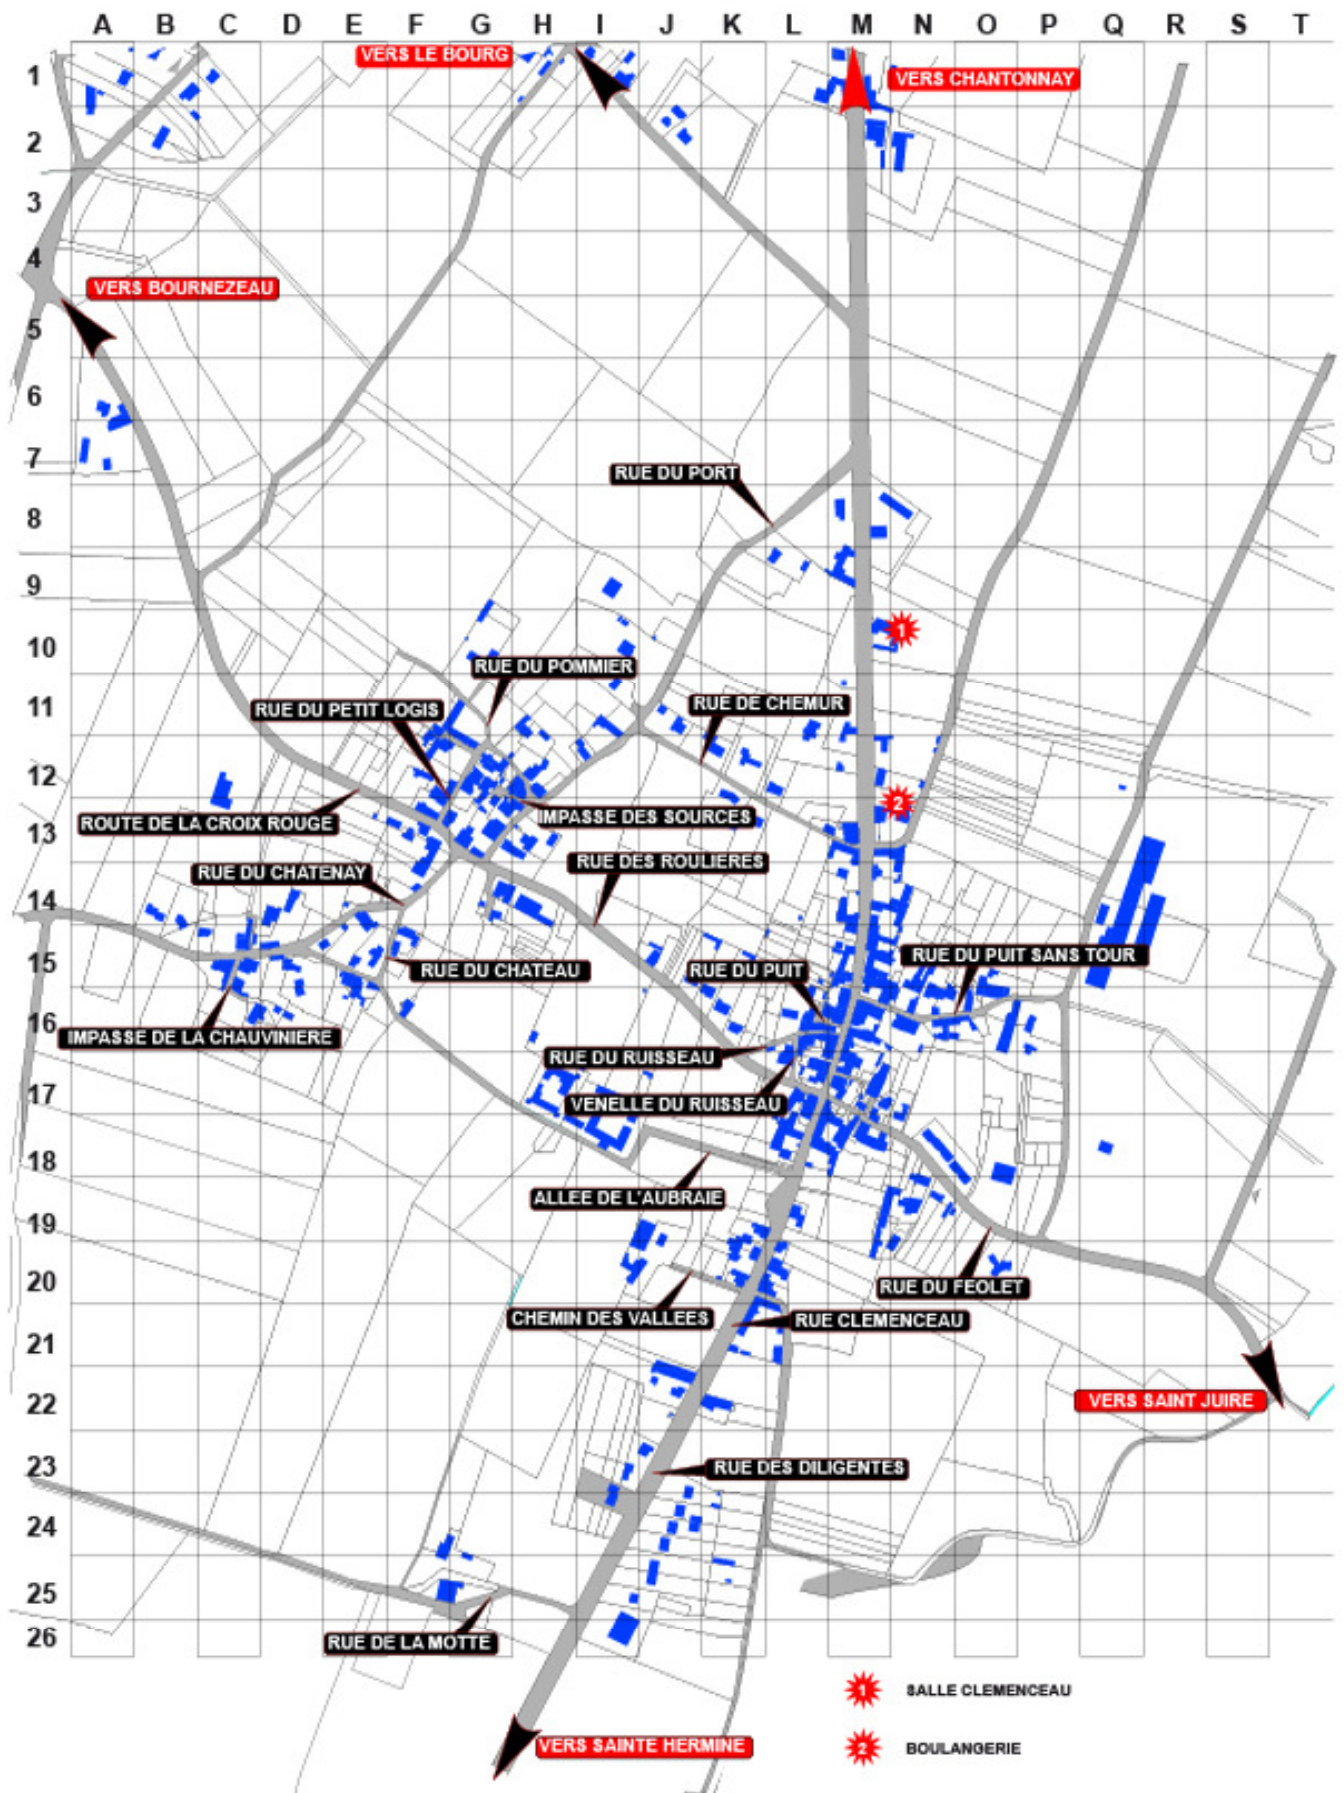 A B C D E F G H I J K L M N O P Q R S T
VERS LE BOURG
1
VERS CHANTONNAY
2
3
4
VERS BOURNEZEAU
5
6
7
RUE DU PORT
8
9
1
10
RUE DU POMMIER
11
RUE DU PETIT LOGIS
RUE DE CHEMUR
12
2
ROUTE DE LA CROIX ROUGE
IMPASSE DES SOURCES
13
RUE DES ROULIERES
RUE DU CHATENAY
14
RUE DU PUIT SANS TOUR
15
RUE DU CHATEAU
RUE DU PUIT
16
IMPASSE DE LA CHAUVINIERE
RUE DU RUISSEAU
17
VENELLE DU RUISSEAU
18
ALLEE DE L'AUBRAIE
19
20
RUE DU FEOLET
CHEMIN DES VALLEES
RUE CLEMENCEAU
21
22
VERS SAINT JUIRE
23
RUE DES DILIGENTES
24
25
26
RUE DE LA MOTTE
1 SALLE CLEMENCEAU
VERS SAINTE HERMINE
2 BOULANGERIE